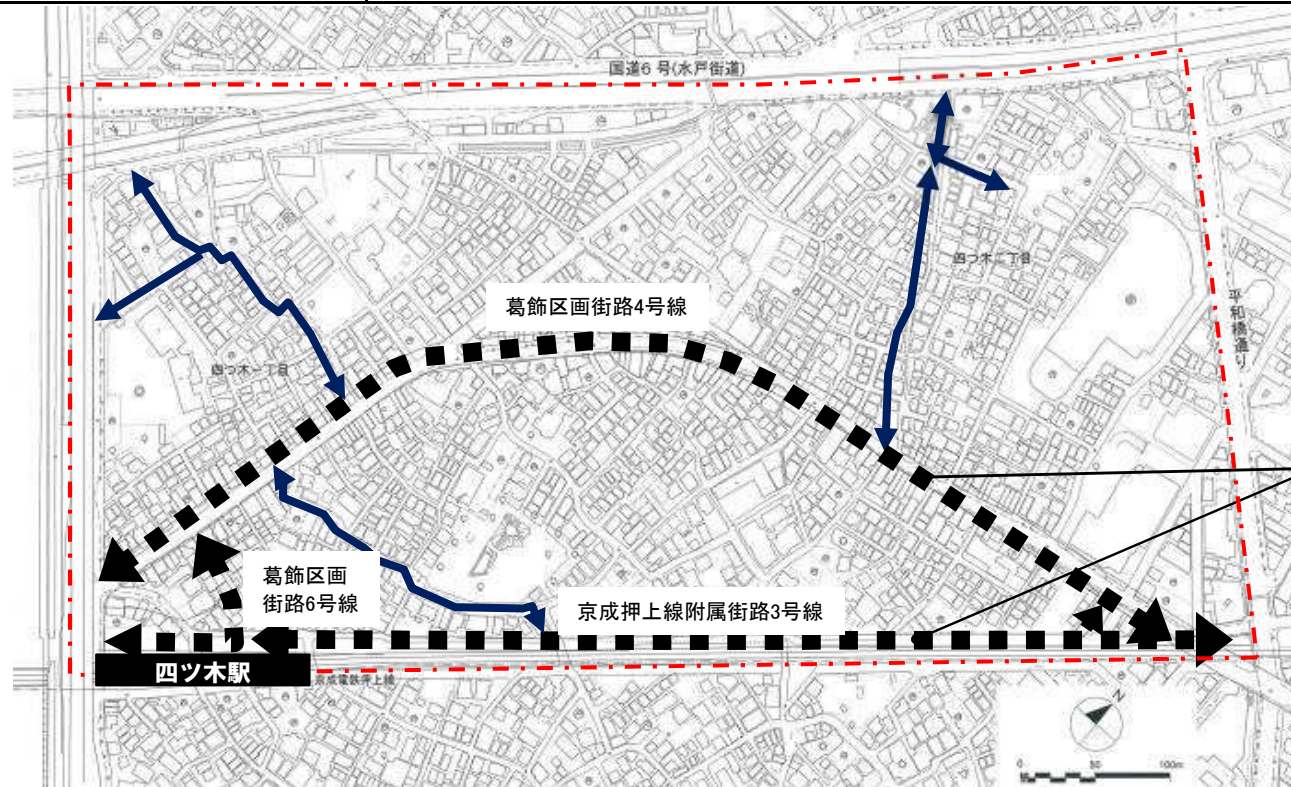 国道6号(水戸街道)
四つ木二丁目
葛飾区画街路4号線
平和橋通り
四つ木一丁目
葛飾区画
街路6号線
京成押上線附属街路3号線
四ツ木駅
京成電鉄押上線
N
0 50 100m